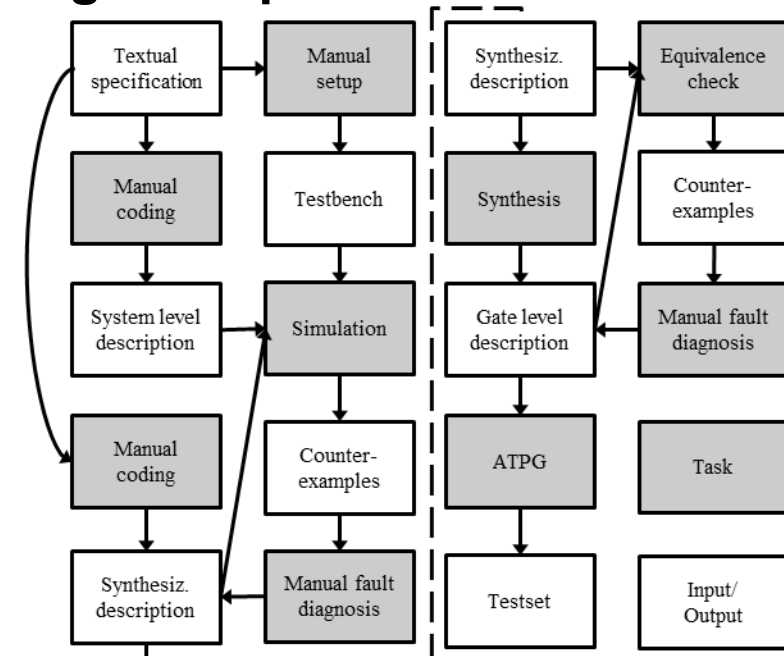 Textual
specification
Manual
setup
Manual
coding
Testbench
System level
description
Simulation
Manual
coding
Counter-
examples
Synthesiz.
description
Manual fault
diagnosis
Synthesiz.
description
Equivalence
check
Synthesis
Counter-
examples
Gate level
description
Manual fault
diagnosis
ATPG
Task
Testset
Input/
Output